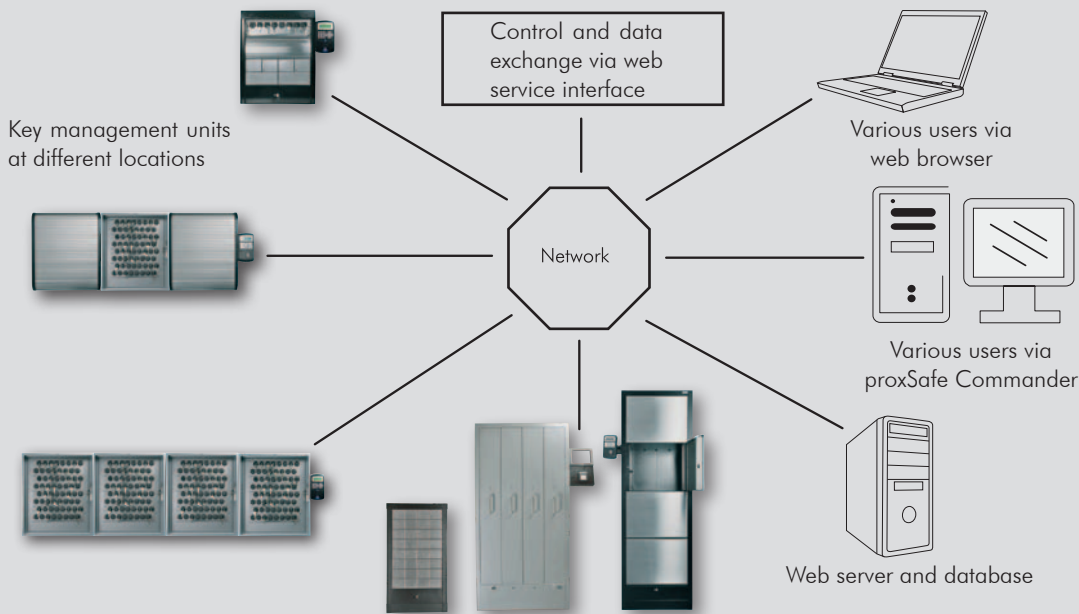 Control and data
exchange via web
service interface
Key management units
at different locations
Various users via
web browser
Network
Various users via
proxSafe Commander
Web server and database